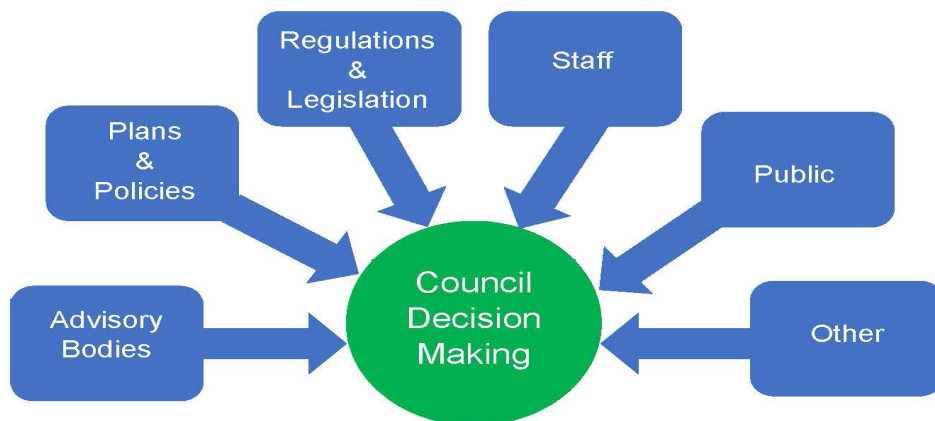 Regulations
&
Legislation
Staff
Plans
&
Policies
Public
Advisory
Bodies
Council
Decision
Making
Other